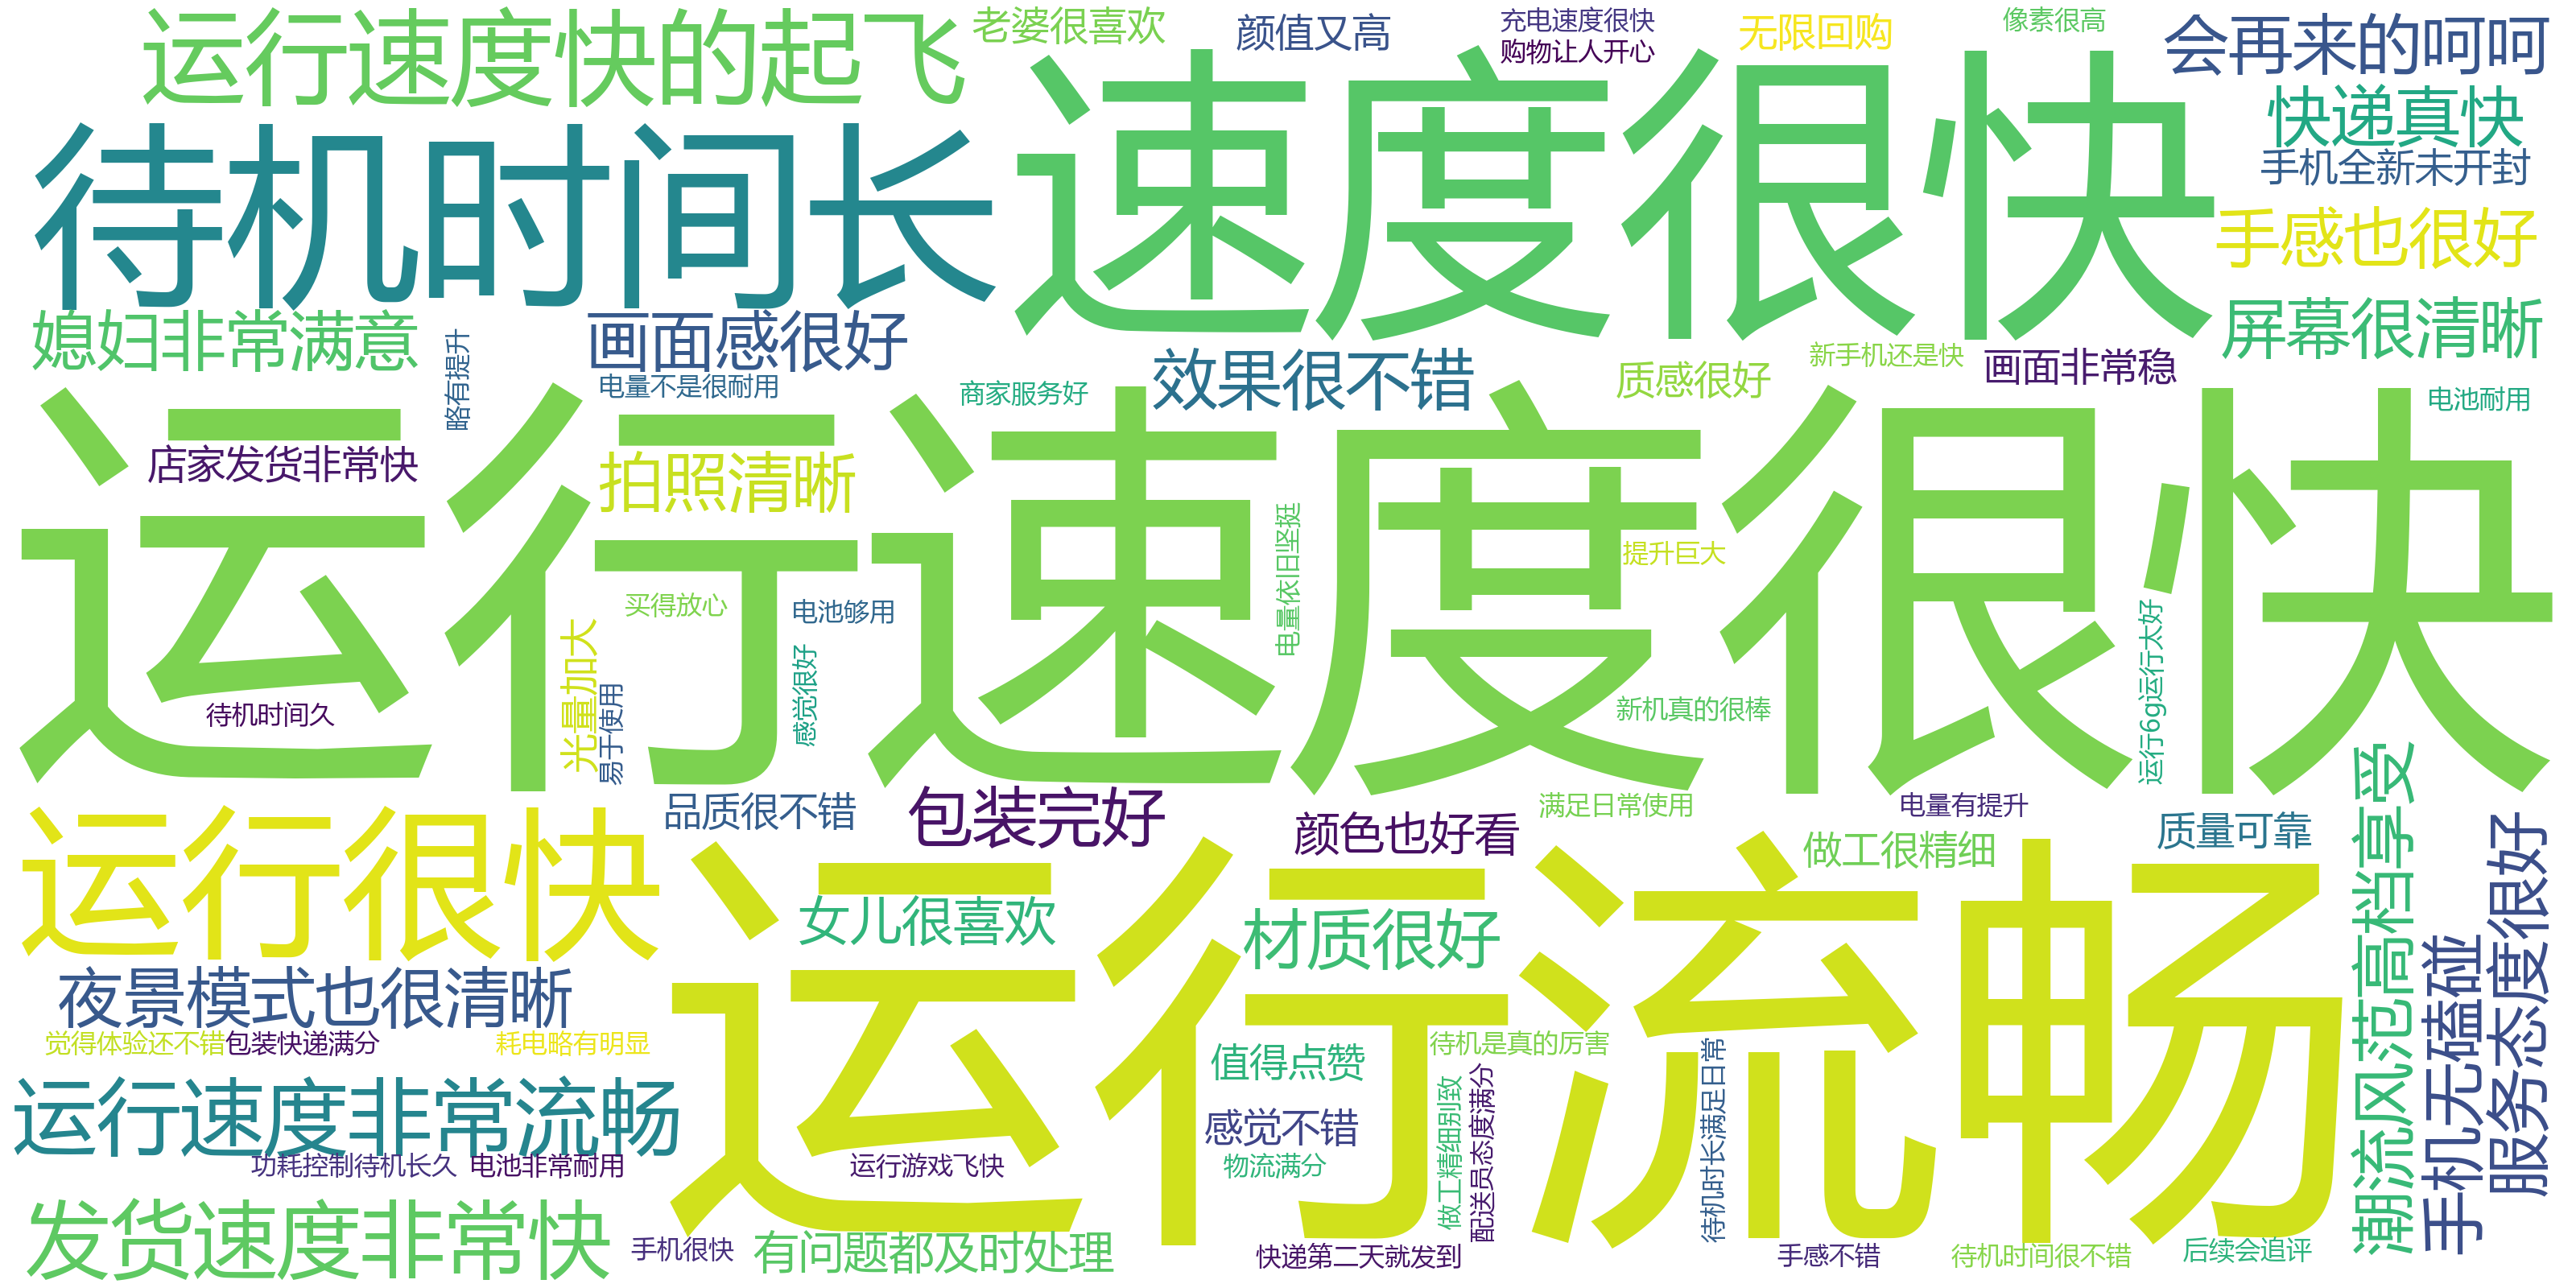 运行速度快的起飞
老婆很喜欢
颜值又高
充电速度很快
购物让人开心
无限回购
像素很高
会再来的呵呵
待机时间长
速度很快
快递真快
手机全新未开封
手感也很好
媳妇非常满意
略有提升
画面感很好
电量不是很耐用
商家服务好
效果很不错
质感很好
新手机还是快
画面非常稳
屏幕很清晰
电池耐用
运行速度很快
店家发货非常快
拍照清晰
电量依旧坚挺
提升巨大
买得放心
电池够用
光量加大
易于使用
感觉很好
待机时间久
新机真的很棒
运行6g运行太好
运行很快
品质很不错
包装完好
颜色也好看
满足日常使用
电量有提升
做工很精细
质量可靠
潮流风范高档享受
手机无磕碰
服务态度很好
运行流畅
女儿很喜欢
材质很好
夜景模式也很清晰
觉得体验还不错
包装快递满分
耗电略有明显
值得点赞
待机是真的厉害
运行速度非常流畅
感觉不错
做工精细别致
配送员态度满分
待机时长满足日常
功耗控制待机长久
电池非常耐用
运行游戏飞快
物流满分
发货速度非常快
手机很快
有问题都及时处理
快递第二天就发到
手感不错
待机时间很不错
后续会追评